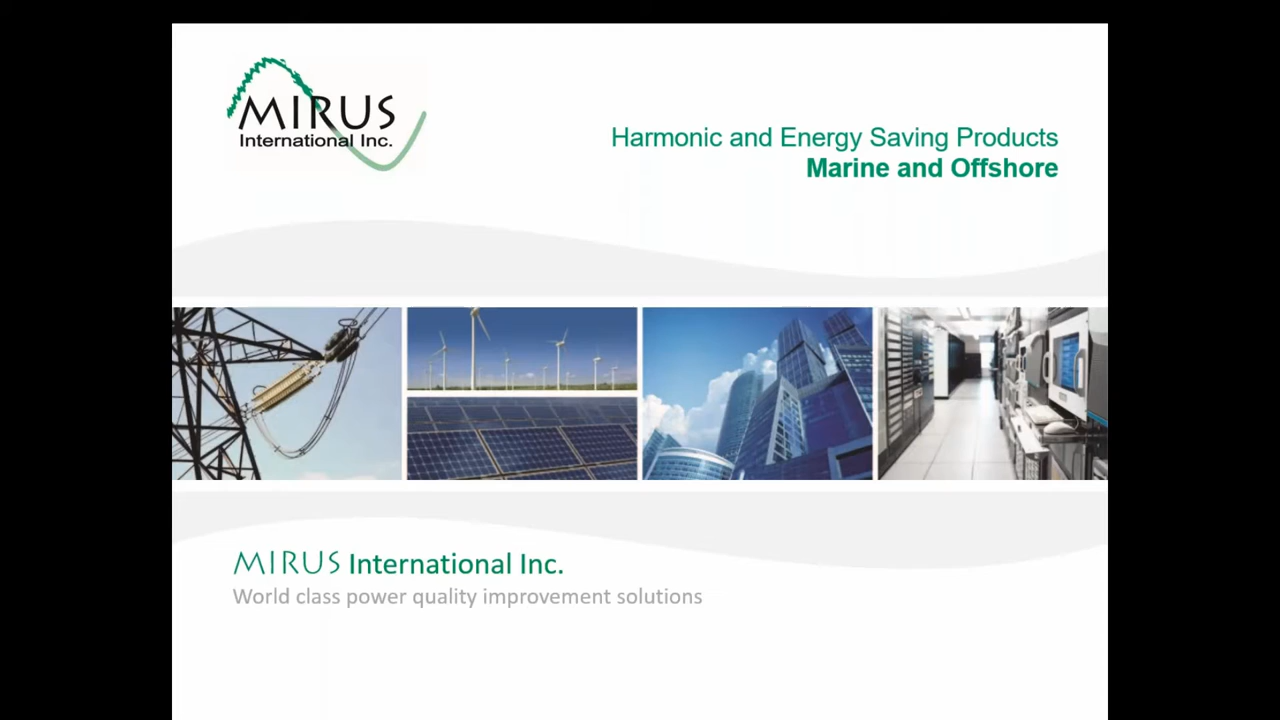 MIRUS
International Inc.
Harmonic and Energy Saving Products
Marine and Offshore
MIRUS International Inc.
World class power quality improvement solutions